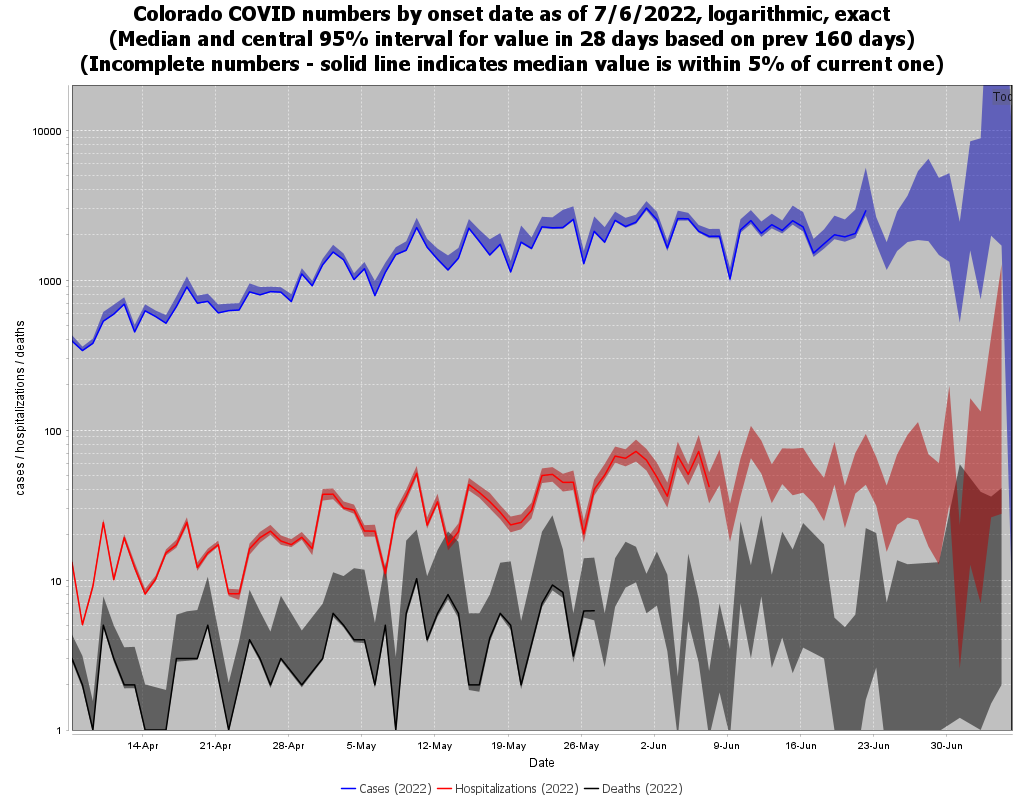 Colorado COVID numbers by onset date as of 7/6/2022, logarithmic, exact
(Median and central 95% interval for value in 28 days based on prev 160 days)
(Incomplete numbers - solid line indicates median value is within 5% of current one)
10000
1000
100
10
1
cases / hospitalizations / deaths
14-Apr 21-Apr 28-Apr 5-May 12-May 19-May 26-May 2-Jun 9-Jun 16-Jun 23-Jun 30-Jun
Date
Cases (2022) Hospitalizations (2022) Deaths (2022)